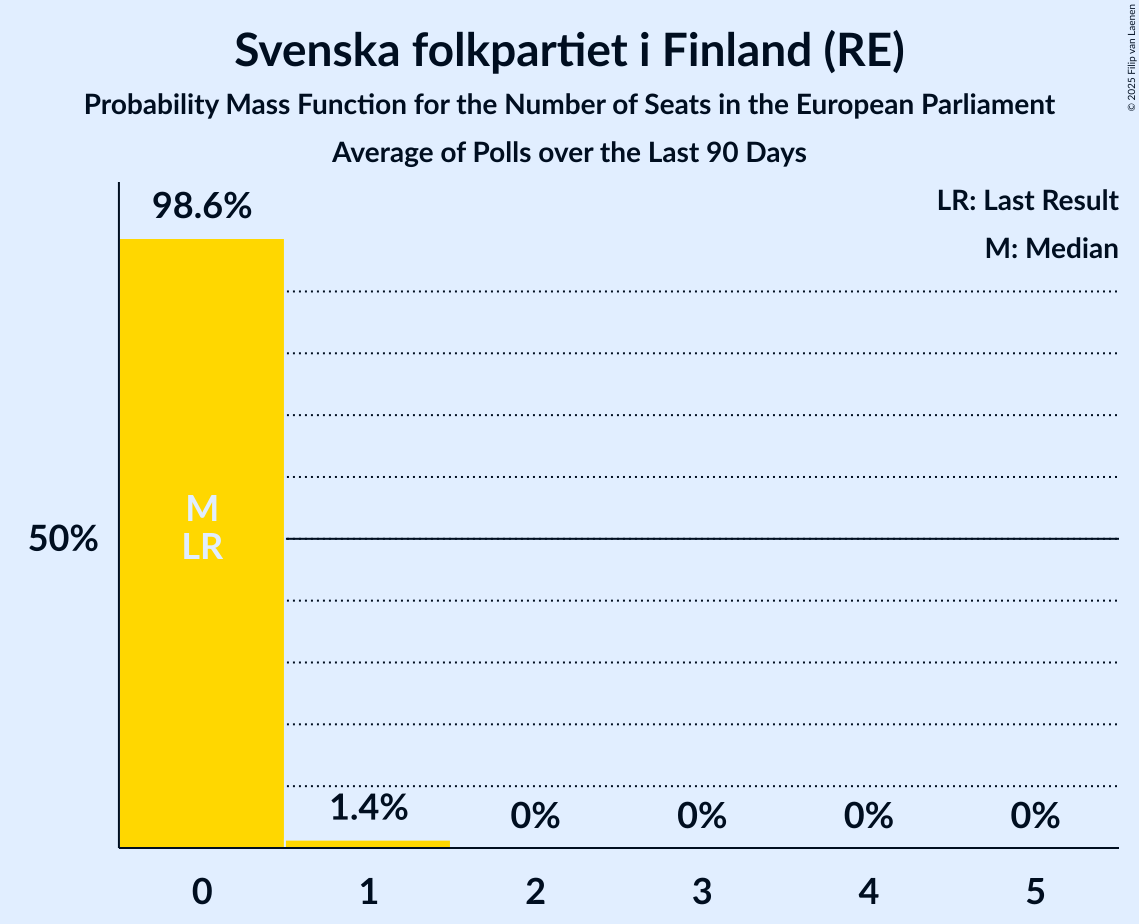 Svenska folkpartiet i Finland (RE)
Probability Mass Function for the Number of Seats in the European Parliament
Average of Polls over the Last 90 Days
© 2025 Filip van Laenen
LR: Last Result
M: Median
98.6%
M
LR
50%
1.4%
0%
0%
0%
0%
0
1
2
3
4
5